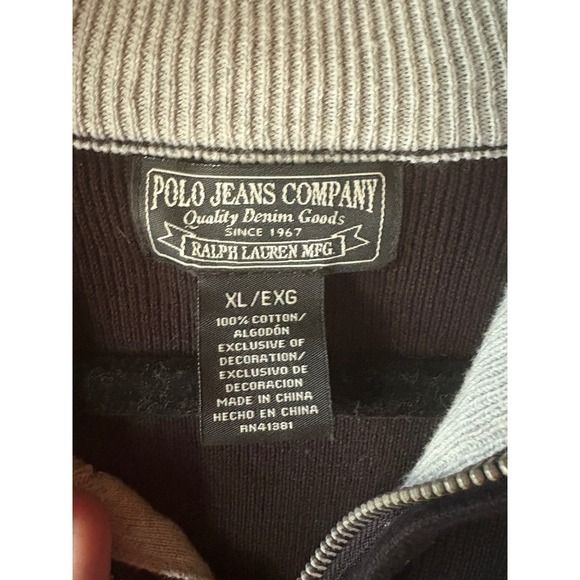 POLO JEANS COMPANY
Quality Denim Goods
SINCE 1967
RALPH LAUREN MFG.
XL/EXG
100% COTTON/
ALGODÓN
EXCLUSIVE OF
DECORATION/
EXCLUSIVO DE
DECORACION
MADE IN CHINA
HECHO EN CHINA
RN41381